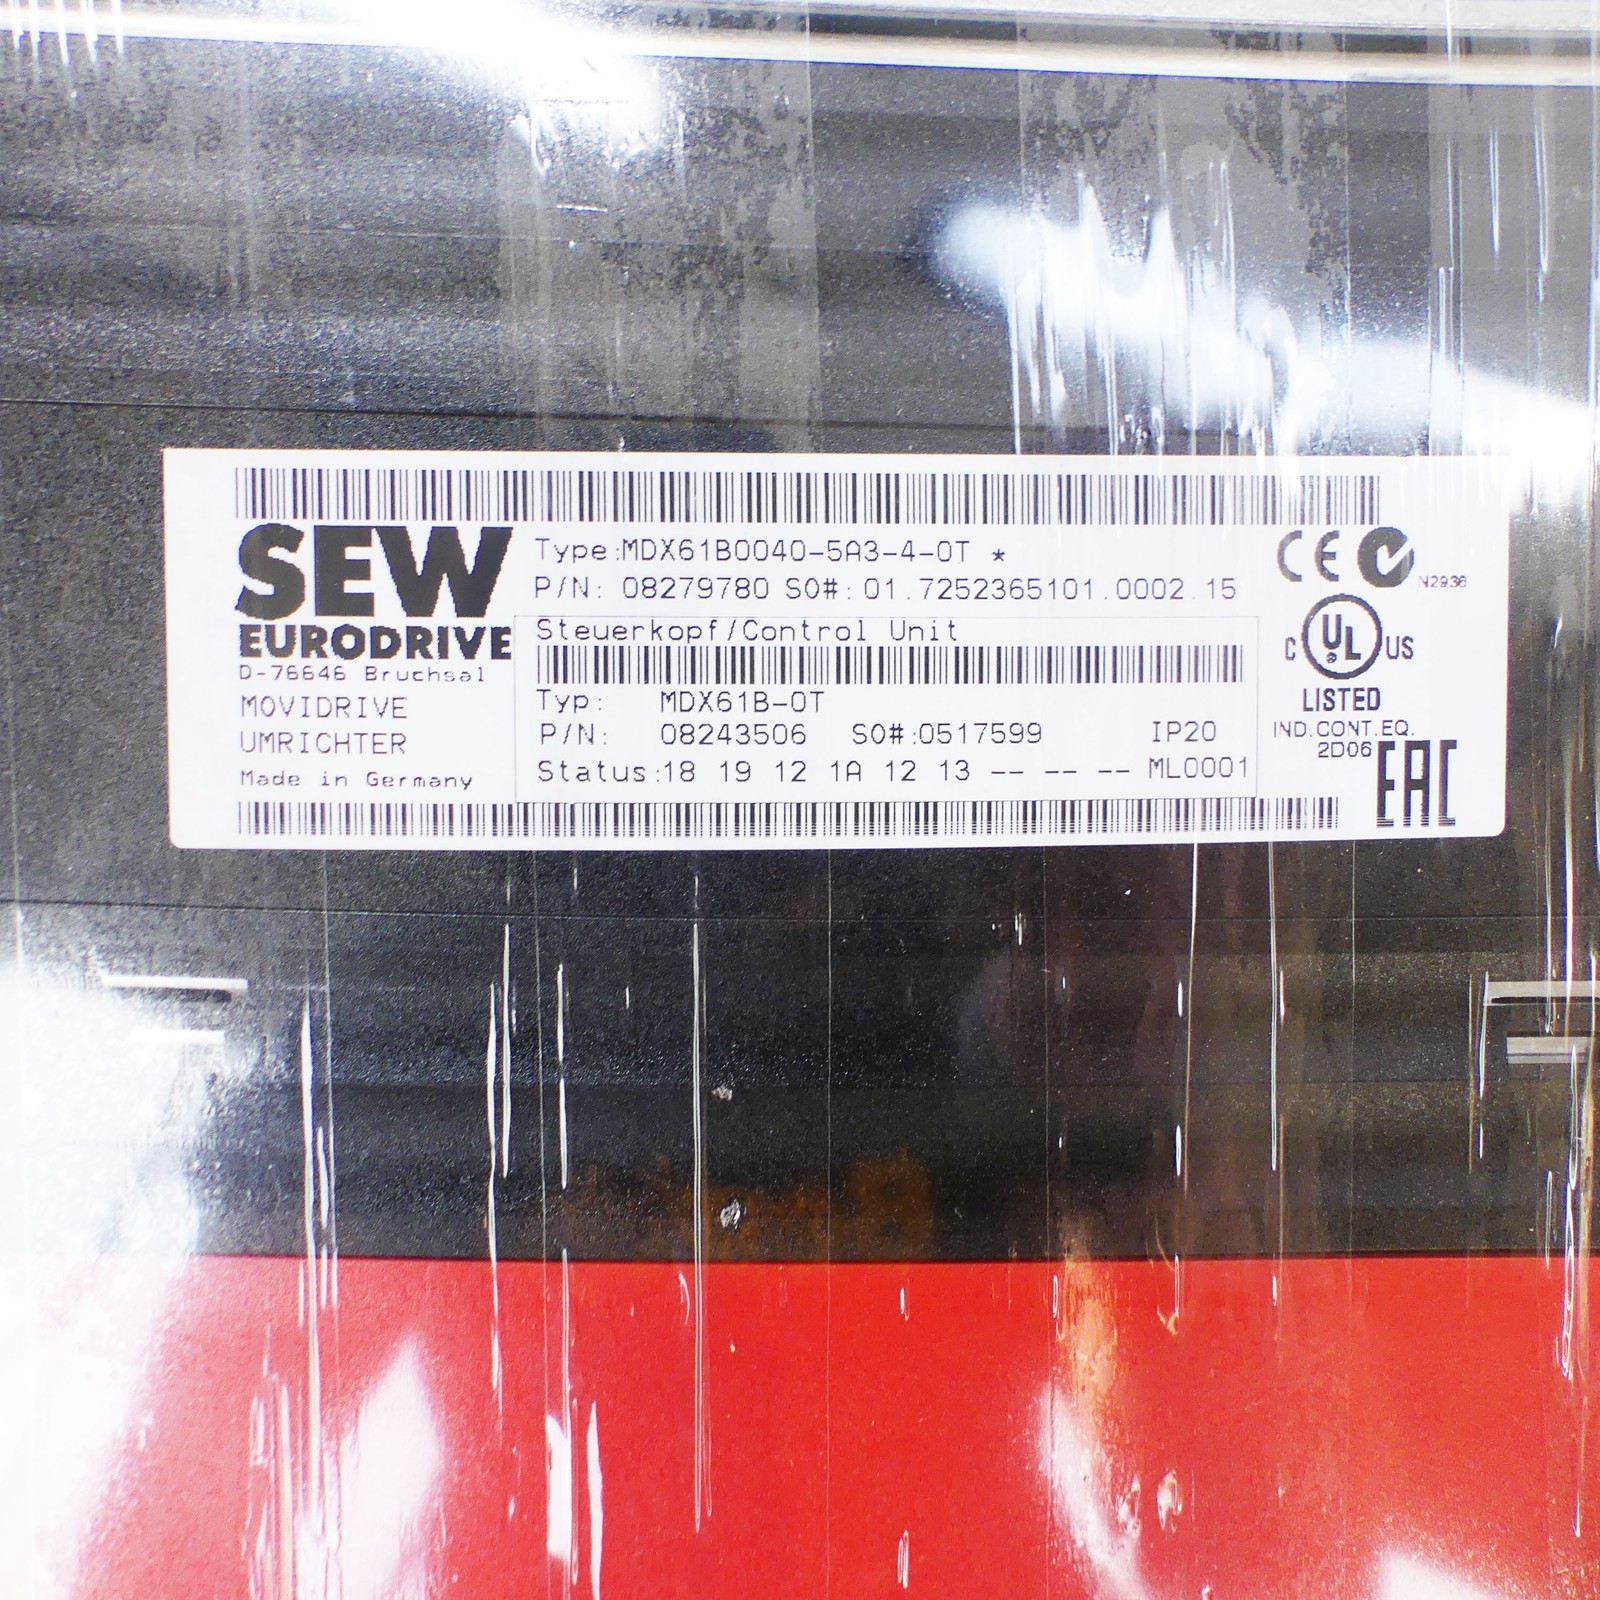 SEW
EURODRIVE
D-76646 Bruchsal
MOVIDRIVE
UMRICHTER
Made in Germany
Type:MDX61B0040-5A3-4-0T *
P/N: 08279780 SO#: 01.7252365101.0002.15
Steuerkopf/Control Unit
Typ: MDX61B-0T
P/N: 08243506 SO#:0517599 IP20
Status:18 19 12 1A 12 13 -- -- -- ML0001
CE
N2936
C UL US
LISTED
IND.CONT.EQ.
2D06
EAC